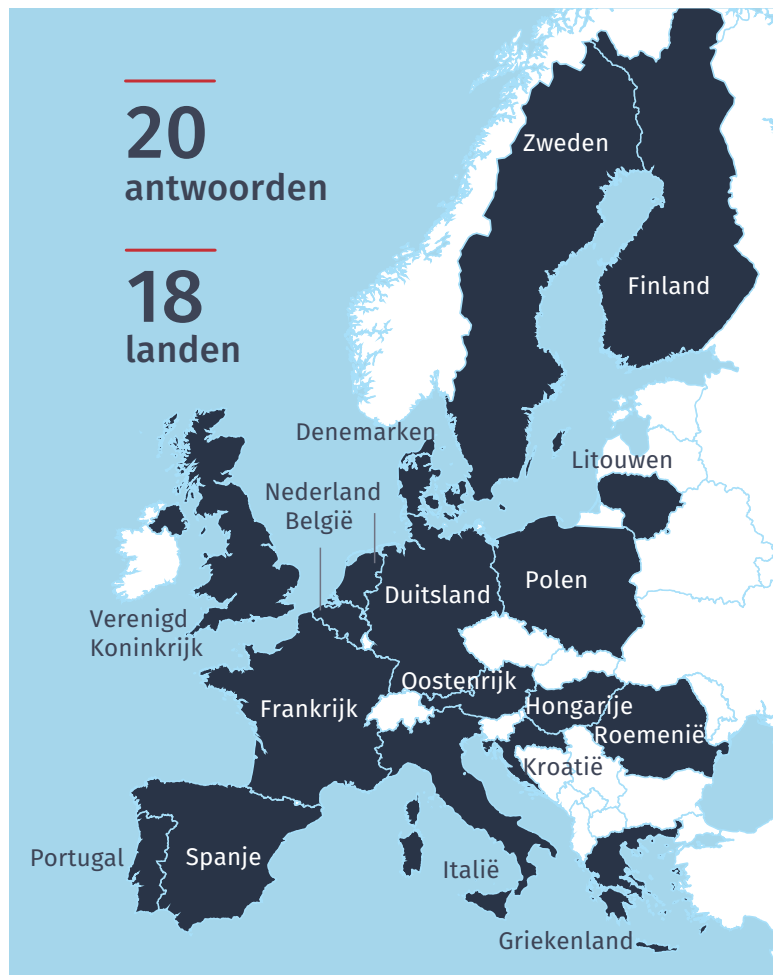 20
antwoorden
18
landen
Zweden
Finland
Denemarken
Litouwen
Nederland
België
Duitsland
Polen
Verenigd
Koninkrijk
Oostenrijk
Frankrijk
Hongarije
Roemenië
Kroatië
Portugal
Spanje
Italië
Griekenland